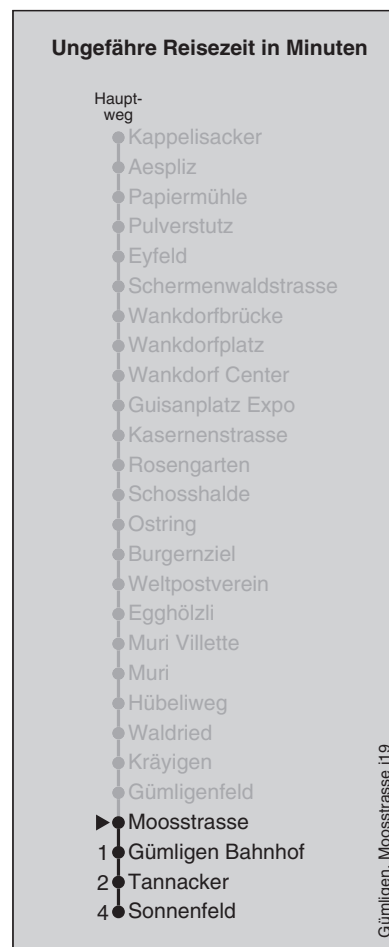 Ungefähre Reisezeit in Minuten
Haupt-
weg
Kappelisacker
Aespliz
Papiermühle
Pulverstutz
Eyfeld
Schermenwaldstrasse
Wankdorfbrücke
Wankdorfplatz
Wankdorf Center
Guisanplatz Expo
Kasernenstrasse
Rosengarten
Schosshalde
Ostring
Burgernziel
Weltpostverein
Egghölzli
Muri Villette
Muri
Hübeliweg
Waldried
Kräyigen
Gümligenfeld
Moosstrasse
1 Gümligen Bahnhof
2 Tannacker
4 Sonnenfeld
Gümligen, Moosstrasse j19